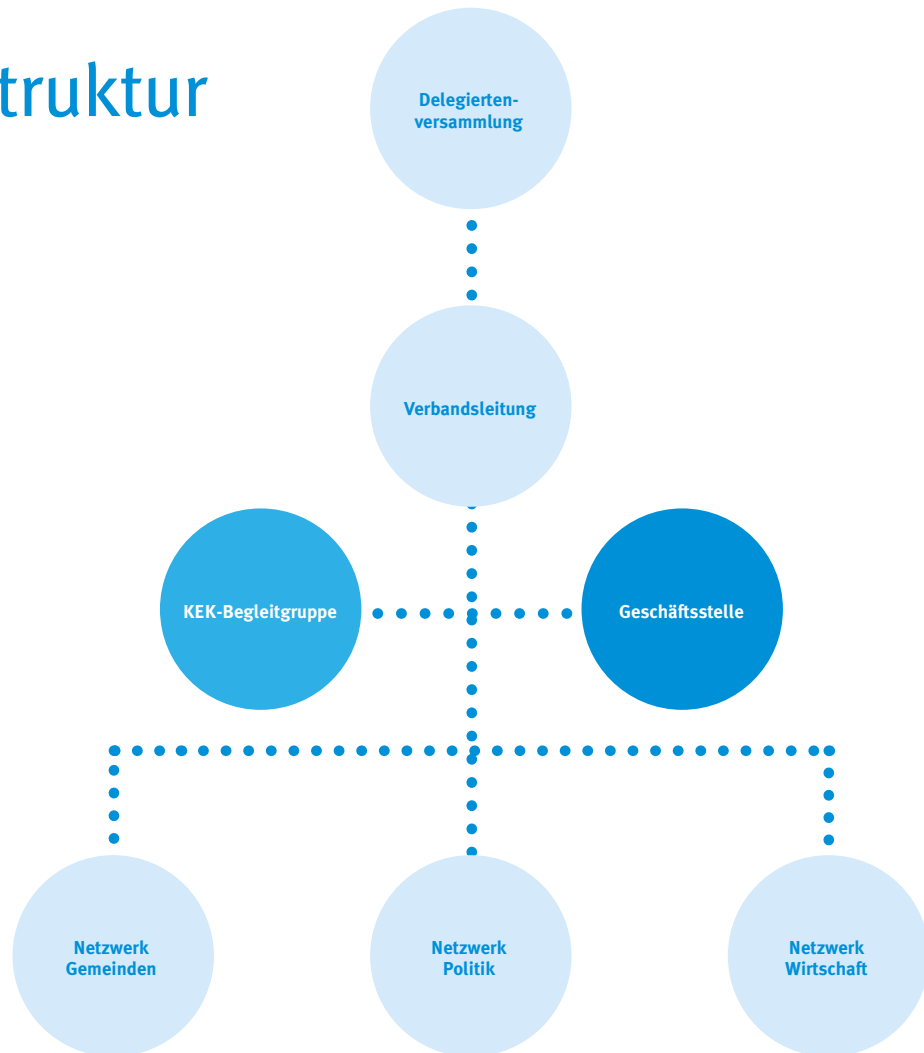 truktur
Delegierten-
versammlung
Verbandsleitung
KEK-Begleitgruppe
Geschäftsstelle
Netzwerk
Gemeinden
Netzwerk
Politik
Netzwerk
Wirtschaft